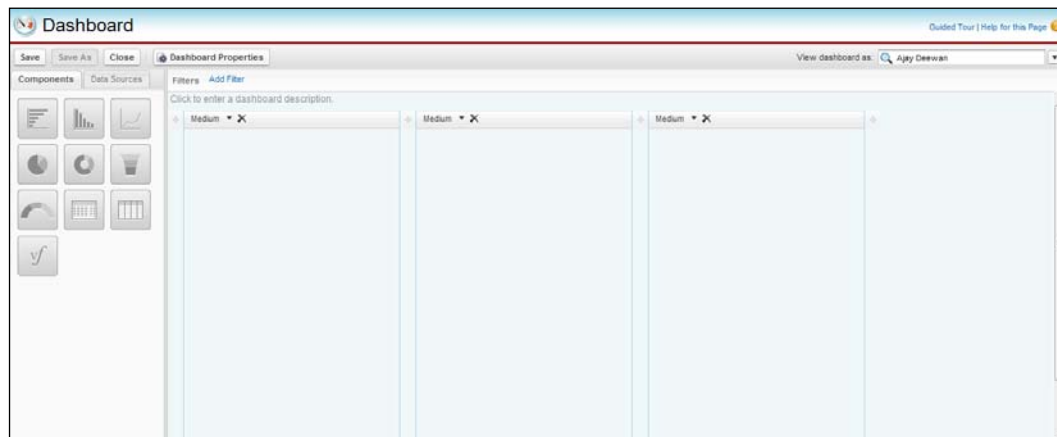 Dashboard
Guided Tour | Help for this Page
Save Save As Close Dashboard Properties View dashboard as: Ajay Deewan
Components Data Sources Filters Add Filter
Click to enter a dashboard description.
Medium Medium Medium
vf